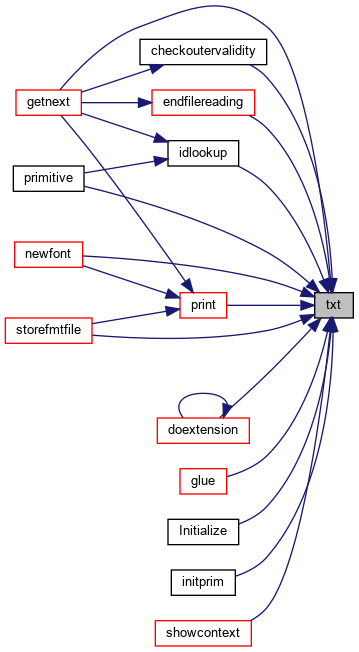 checkoutervalidity
getnext
endfilereading
idlookup
primitive
newfont
print
txt
storefmtfile
doextension
glue
Initialize
initprim
showcontext